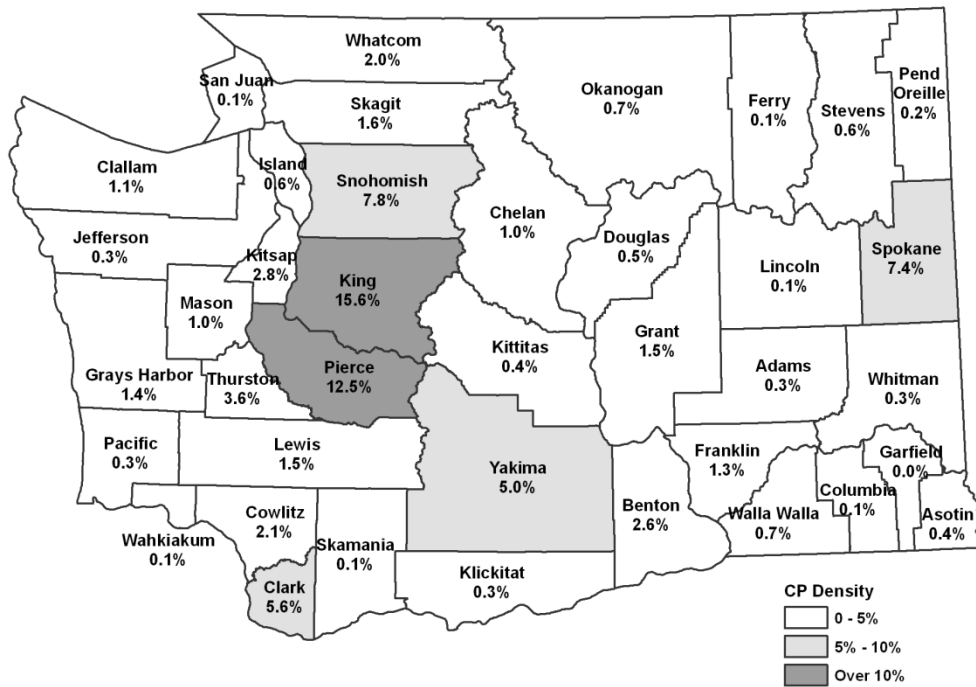 Whatcom
2.0%
San Juan
0.1%
Skagit
1.6%
Okanogan
0.7%
Ferry
0.1%
Stevens
0.6%
Pend
Oreille
0.2%
Clallam
1.1%
Island
0.6%
Snohomish
7.8%
Chelan
1.0%
Douglas
0.5%
Jefferson
0.3%
Kitsap
2.8%
King
15.6%
Lincoln
0.1%
Spokane
7.4%
Mason
1.0%
Kittitas
0.4%
Grant
1.5%
Adams
0.3%
Whitman
0.3%
Grays Harbor
1.4%
Thurston
3.6%
Pierce
12.5%
Pacific
0.3%
Lewis
1.5%
Yakima
5.0%
Benton
2.6%
Franklin
1.3%
Walla Walla
0.7%
Columbia
0.1%
Garfield
0.0%
Asotin
0.4%
Wahkiakum
0.1%
Cowlitz
2.1%
Skamania
0.1%
Clark
5.6%
Klickitat
0.3%
CP Density
0 - 5%
5% - 10%
Over 10%